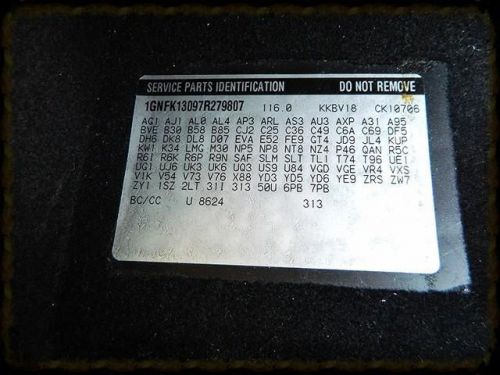 SERVICE PARTS IDENTIFICATION DO NOT REMOVE
1GNFK13097R279807 116.0 KKBV18 CK10706
AG1 AJ1 AL0 AL4 AP3 ARL AS3 AU3 AXP A31 A95
BVE B30 B58 B85 CJ2 C25 C36 C49 C6A C69 DF5
DH6 DK8 DL8 D07 EVA E52 FE9 GT4 JD9 JL4 KUP
KW1 K34 LMG M30 NP5 NP8 NT8 NZ4 P46 QAN R5C
R6I R6K R6P R9N SAF SLM SLT TL1 T74 T96 UE1
UG1 UJ6 UK3 UK6 UQ3 US9 U84 VGD VGE VR4 VXS
V1K V54 V73 V76 X88 YD3 YD5 YD6 YE9 ZRS ZW7
ZY1 1SZ 2LT 31I 313 50U 6PB 7PB
BC/CC U 8624 313